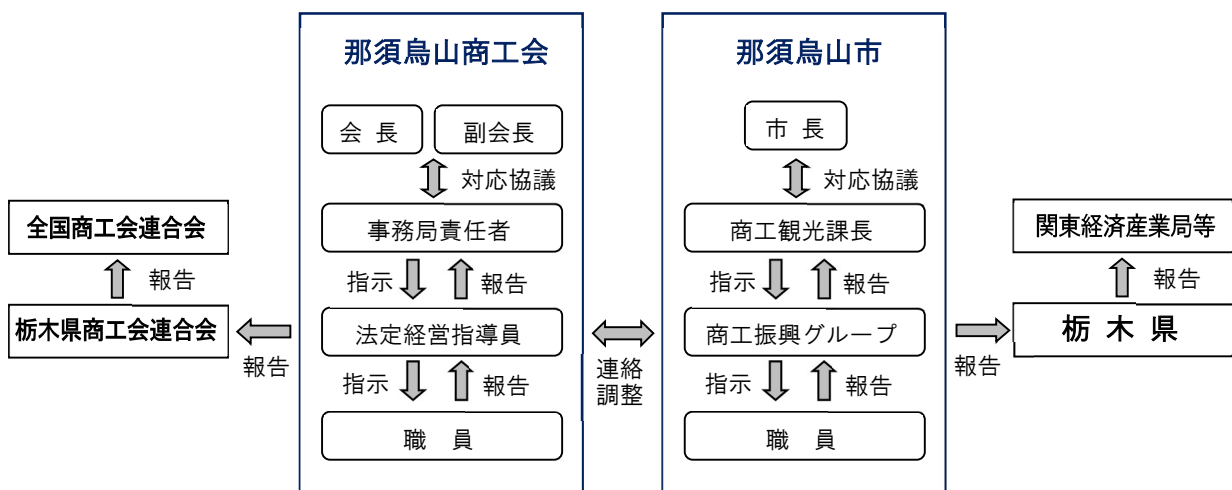 那須烏山商工会
那須烏山市
会 長
副会長
市 長
対応協議
対応協議
全国商工会連合会
事務局責任者
商工観光課長
関東経済産業局等
報告
指示
報告
指示
報告
報告
栃木県商工会連合会
法定経営指導員
商工振興グループ
栃 木 県
報告
連絡
調整
報告
指示
報告
指示
報告
職 員
職 員